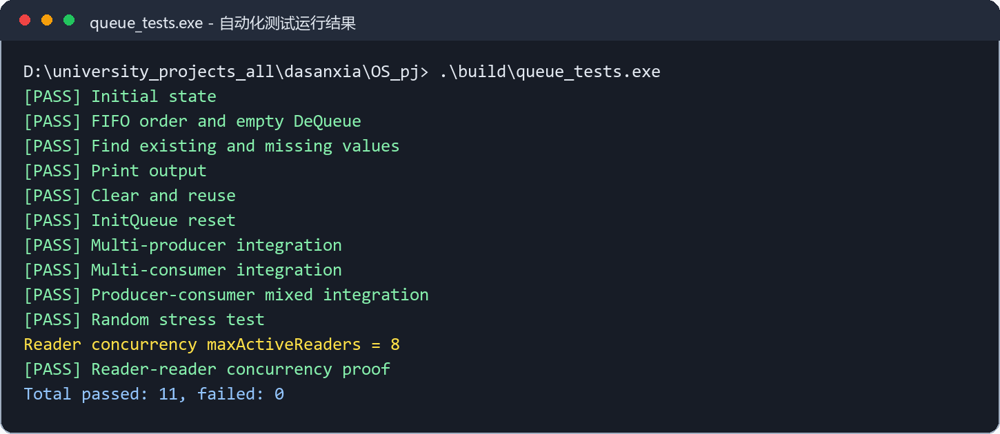 queue_tests.exe - 自动化测试运行结果
D:\university_projects_all\dasanxia\OS_pj> .\build\queue_tests.exe
[PASS] Initial state
[PASS] FIFO order and empty DeQueue
[PASS] Find existing and missing values
[PASS] Print output
[PASS] Clear and reuse
[PASS] InitQueue reset
[PASS] Multi-producer integration
[PASS] Multi-consumer integration
[PASS] Producer-consumer mixed integration
[PASS] Random stress test
Reader concurrency maxActiveReaders = 8
[PASS] Reader-reader concurrency proof
Total passed: 11, failed: 0